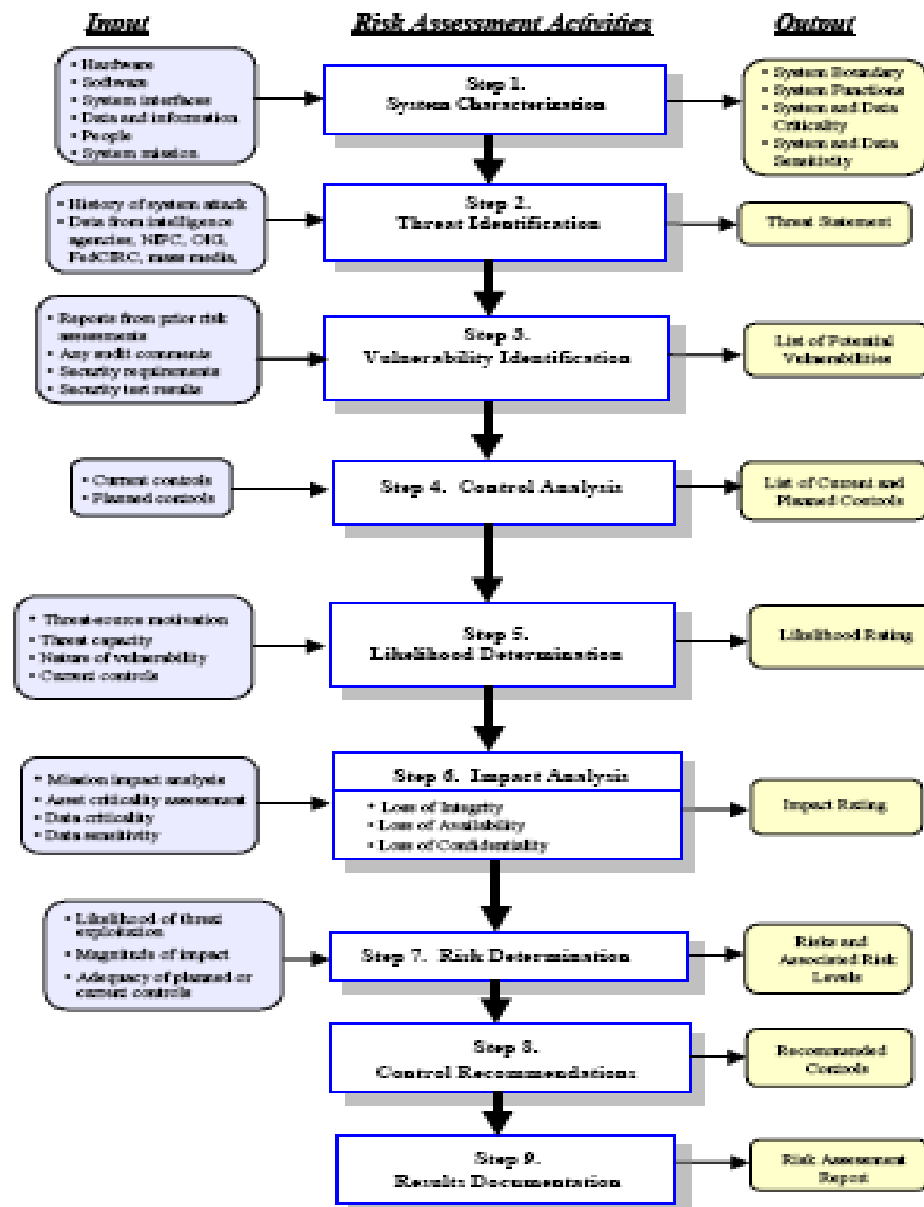 Input
Risk Assessment Activities
Output
• Hardware
• Software
• System interfaces
• Data and information
• People
• System mission
Step 1.
System Characterization
• System Boundary
• System Functions
• System and Data
Criticality
• System and Data
Sensitivity
• History of system attack
• Data from intelligence
agencies, NIPC, OIG,
FedCIRC, mass media,
Step 2.
Threat Identification
Threat Statement
• Reports from prior risk
assessments
• Any audit comments
• Security requirements
• Security test results
Step 3.
Vulnerability Identification
List of Potential
Vulnerabilities
• Current controls
• Planned controls
Step 4. Control Analysis
List of Current and
Planned Controls
• Threat-source motivation
• Threat capacity
• Nature of vulnerability
• Current controls
Step 5.
Likelihood Determination
Likelihood Rating
• Mission impact analysis
• Asset criticality assessment
• Data criticality
• Data sensitivity
Step 6. Impact Analysis
• Loss of Integrity
• Loss of Availability
• Loss of Confidentiality
Impact Rating
• Likelihood of threat
exploitation
• Magnitude of impact
• Adequacy of planned or
current controls
Step 7. Risk Determination
Risks and
Associated Risk
Levels
Step 8.
Control Recommendations
Recommended
Controls
Step 9.
Results Documentation
Risk Assessment
Report